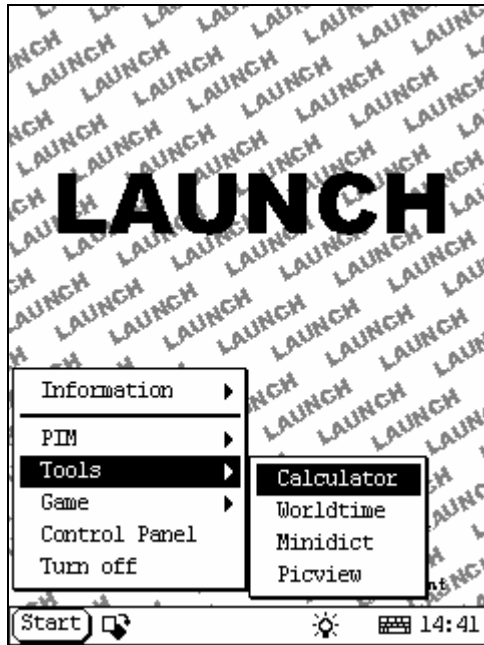 LAUNCH
Information
PIM
Tools
Game
Control Panel
Turn off
Calculator
Worldtime
Minidict
Picview
Start
14:41